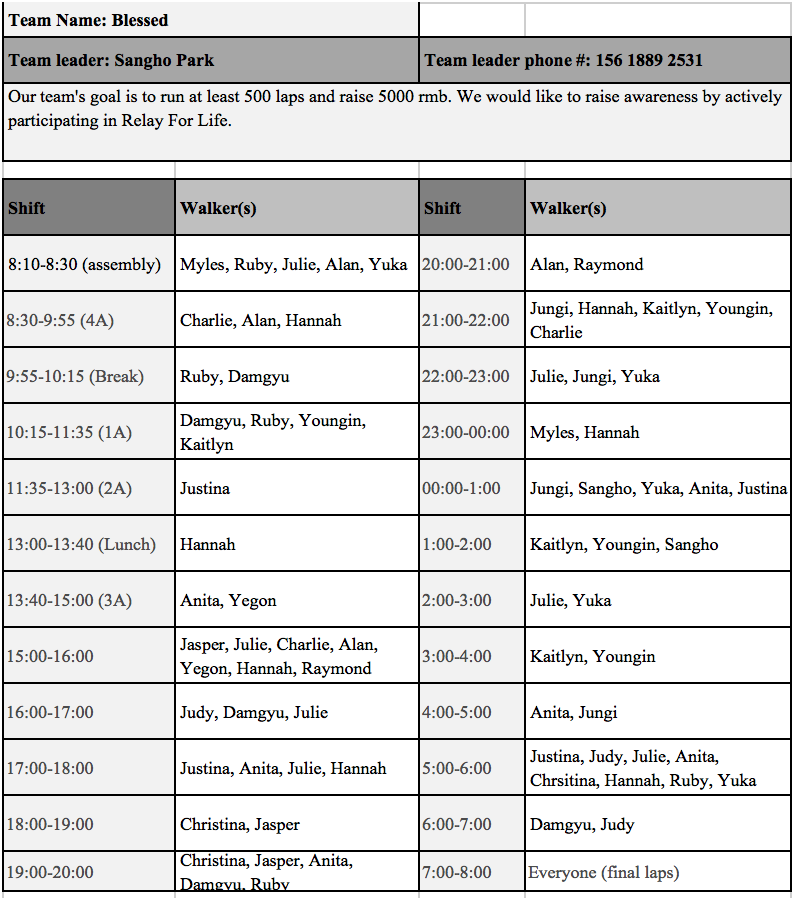 Team Name: Blessed
Team leader: Sangho Park
Team leader phone #: 156 1889 2531
Our team's goal is to run at least 500 laps and raise 5000 rmb. We would like to raise awareness by actively
participating in Relay For Life.
Shift
Walker(s)
Shift
Walker(s)
8:10-8:30 (assembly)
Myles, Ruby, Julie, Alan, Yuka
20:00-21:00
Alan, Raymond
8:30-9:55 (4A)
Charlie, Alan, Hannah
21:00-22:00
Jungi, Hannah, Kaitlyn, Youngin,
Charlie
9:55-10:15 (Break)
Ruby, Damgyu
22:00-23:00
Julie, Jungi, Yuka
10:15-11:35 (1A)
Damgyu, Ruby, Youngin,
Kaitlyn
23:00-00:00
Myles, Hannah
11:35-13:00 (2A)
Justina
00:00-1:00
Jungi, Sangho, Yuka, Anita, Justina
13:00-13:40 (Lunch)
Hannah
1:00-2:00
Kaitlyn, Youngin, Sangho
13:40-15:00 (3A)
Anita, Yegon
2:00-3:00
Julie, Yuka
15:00-16:00
Jasper, Julie, Charlie, Alan,
Yegon, Hannah, Raymond
3:00-4:00
Kaitlyn, Youngin
16:00-17:00
Judy, Damgyu, Julie
4:00-5:00
Anita, Jungi
17:00-18:00
Justina, Anita, Julie, Hannah
5:00-6:00
Justina, Judy, Julie, Anita,
Chrsitina, Hannah, Ruby, Yuka
18:00-19:00
Christina, Jasper
6:00-7:00
Damgyu, Judy
19:00-20:00
Christina, Jasper, Anita,
Damgyu, Ruby
7:00-8:00
Everyone (final laps)